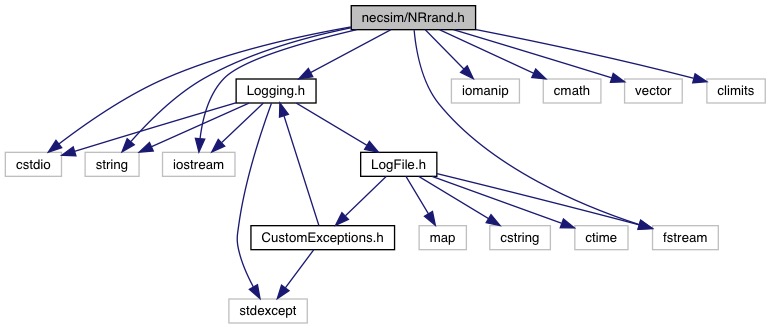 necsim/NRrand.h
Logging.h
iomanip
cmath
vector
climits
cstdio
string
iostream
LogFile.h
CustomExceptions.h
map
cstring
ctime
fstream
stdexcept